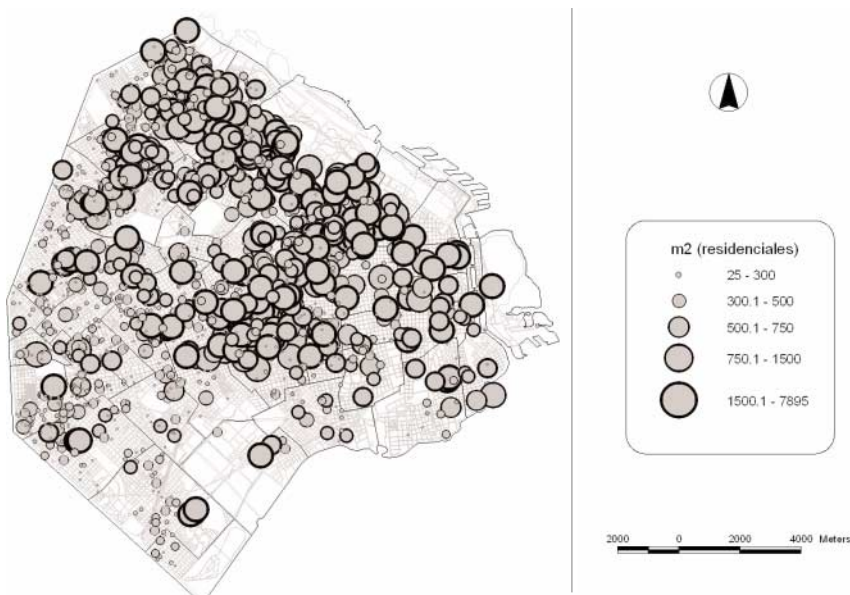 m2 (residenciales)
25 - 300
300.1 - 500
500.1 - 750
750.1 - 1500
1500.1 - 7895
2000 0 2000 4000 Meters